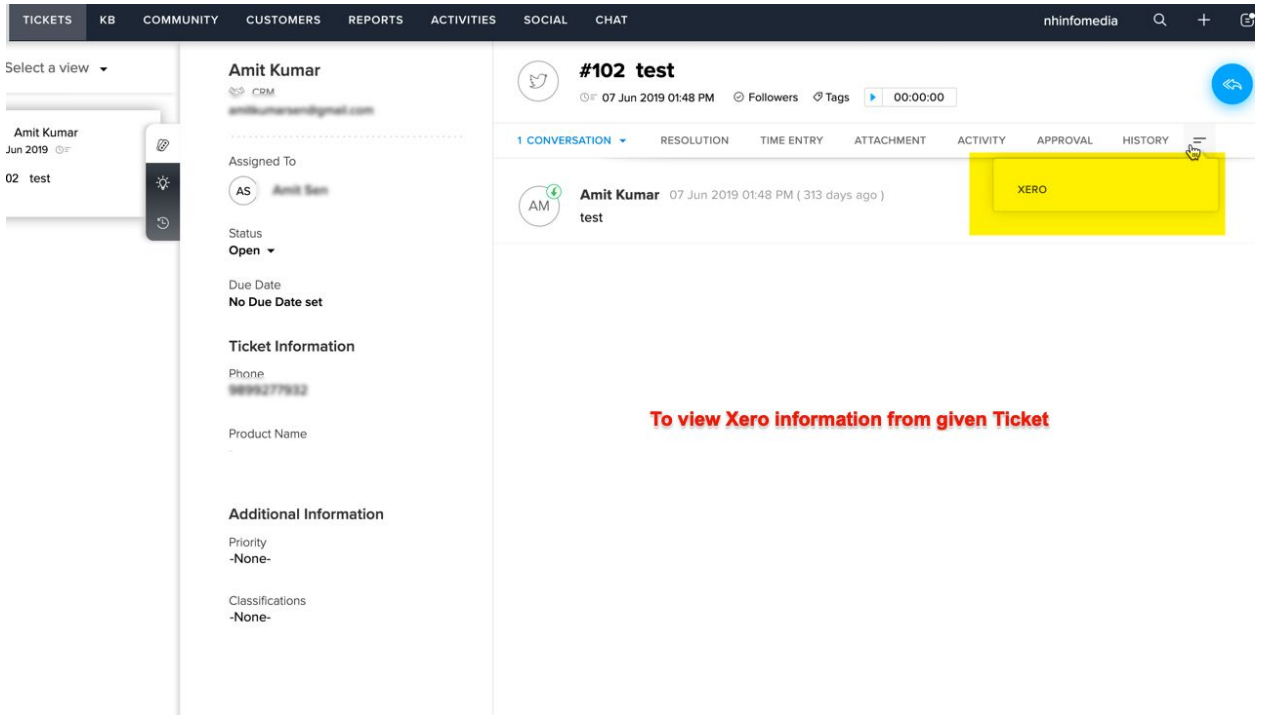 TICKETS KB COMMUNITY CUSTOMERS REPORTS ACTIVITIES SOCIAL CHAT nhinfomedia
Select a view
Amit Kumar
Jun 2019
02 test
Amit Kumar
CRM
Assigned To
AS
Status
Open
Due Date
No Due Date set
Ticket Information
Phone
Product Name
-
Additional Information
Priority
-None-
Classifications
-None-
#102 test
07 Jun 2019 01:48 PM Followers Tags 00:00:00
1 CONVERSATION RESOLUTION TIME ENTRY ATTACHMENT ACTIVITY APPROVAL HISTORY
XERO
AM
Amit Kumar 07 Jun 2019 01:48 PM ( 313 days ago )
test
To view Xero information from given Ticket